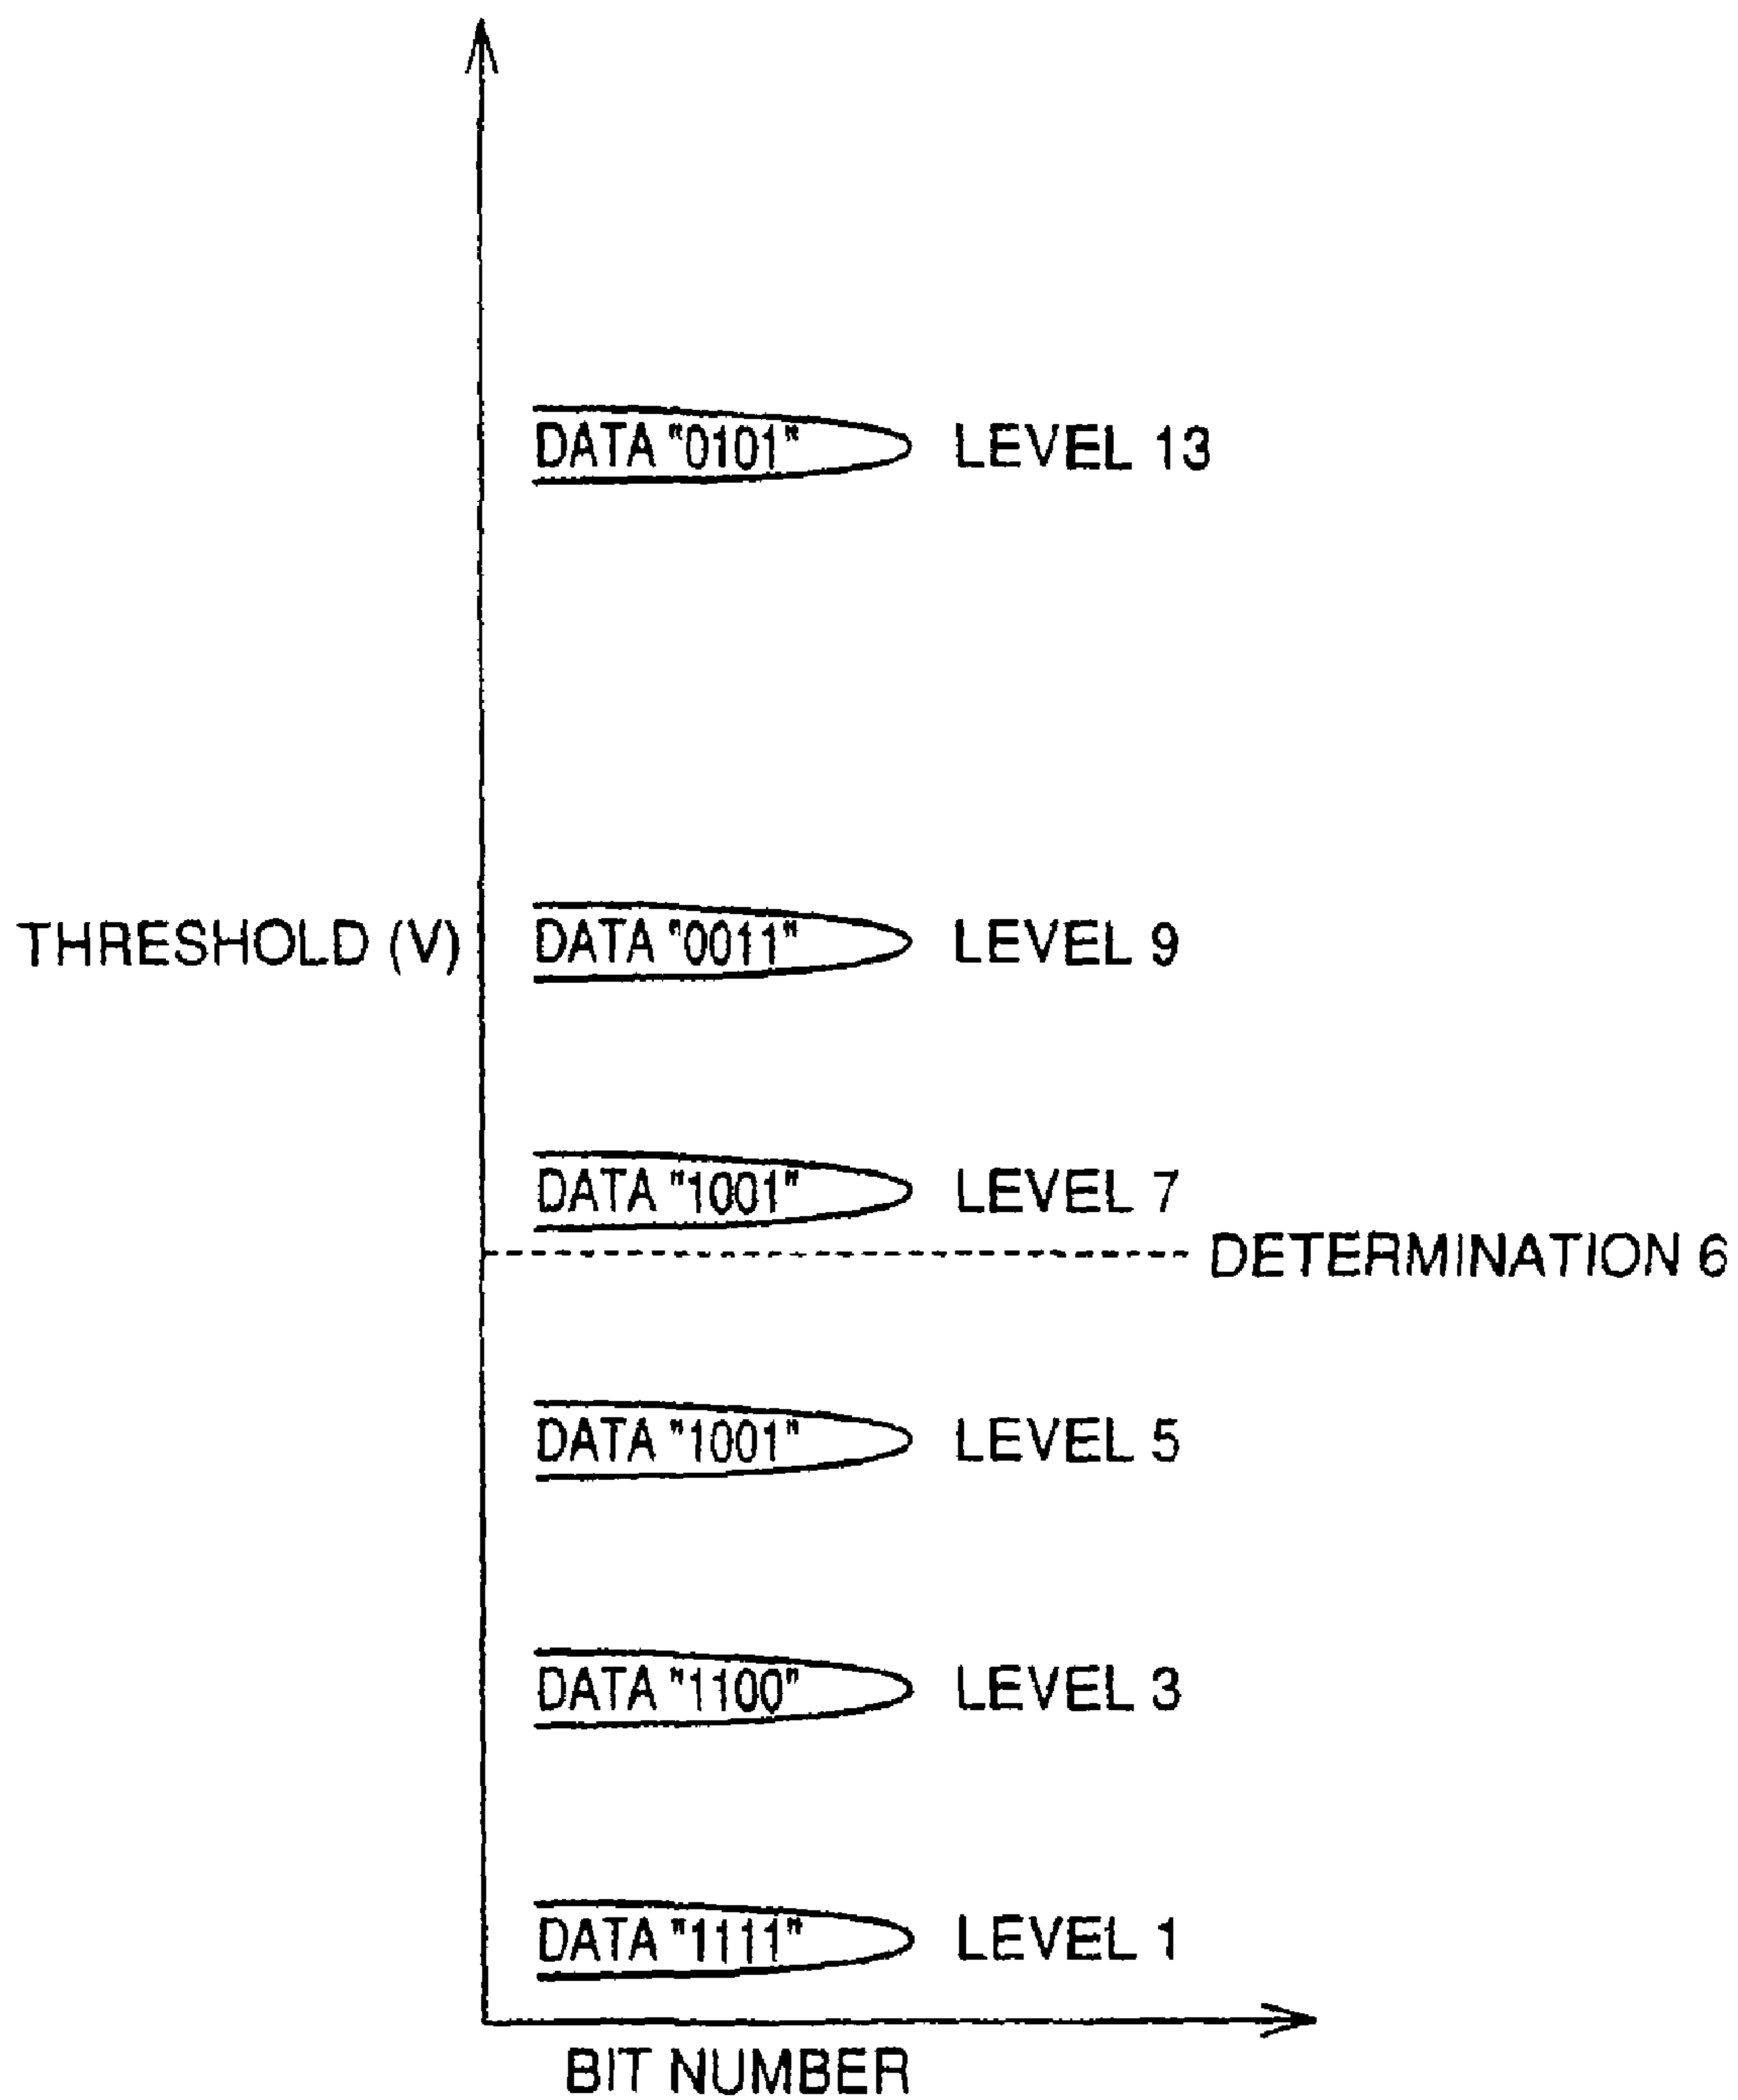 DATA "0101" LEVEL 13
THRESHOLD (V) DATA "0011" LEVEL 9
DATA "1001" LEVEL 7
DETERMINATION 6
DATA "1001" LEVEL 5
DATA "1100" LEVEL 3
DATA "1111" LEVEL 1
BIT NUMBER